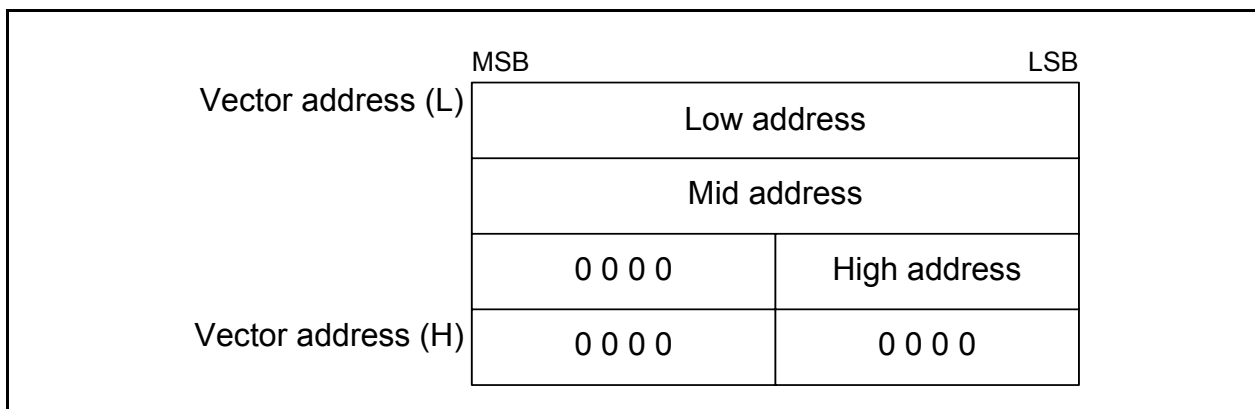 MSB LSB
Vector address (L) Low address
Mid address
0 0 0 0 High address
Vector address (H) 0 0 0 0 0 0 0 0